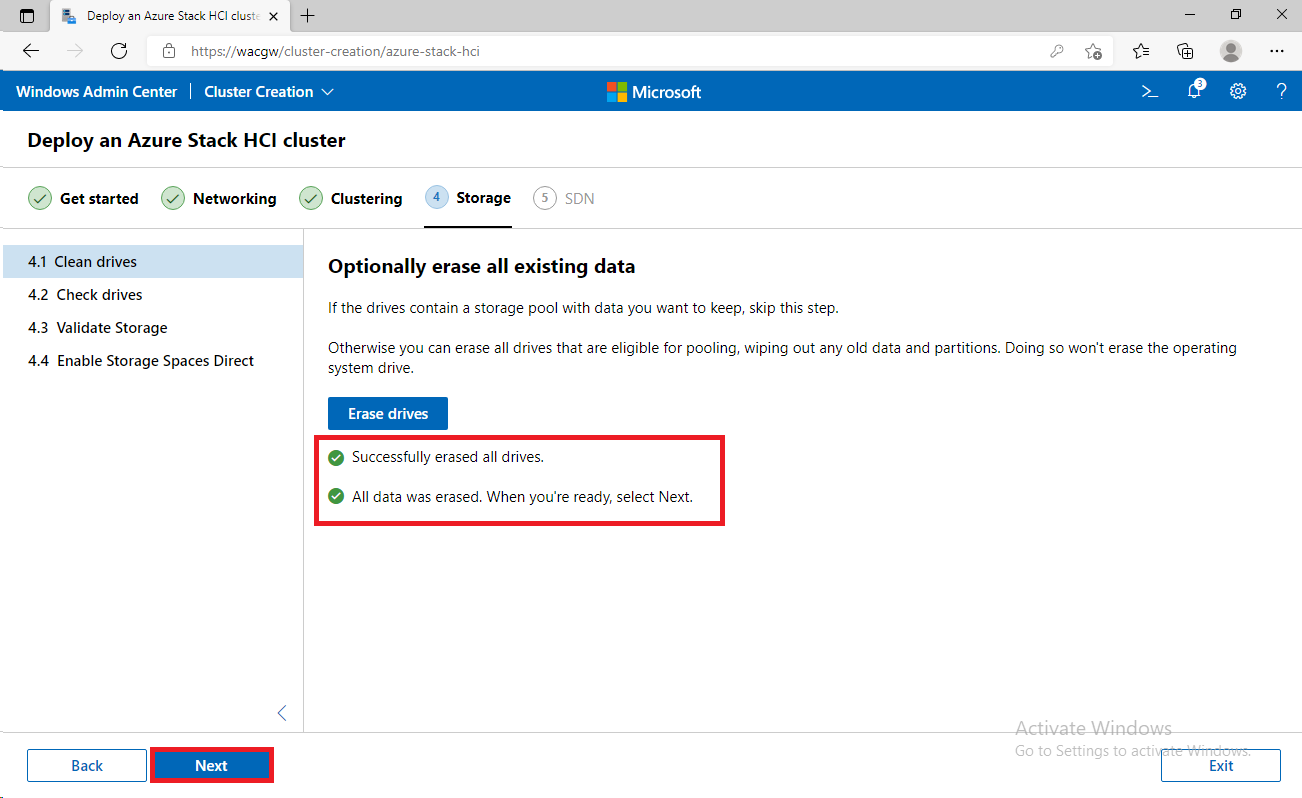 Deploy an Azure Stack HCI cluste
https://wacgw/cluster-creation/azure-stack-hci
Windows Admin Center
Cluster Creation
Microsoft
3
?
Deploy an Azure Stack HCI cluster
Get started
Networking
Clustering
4 Storage
5 SDN
4.1 Clean drives
4.2 Check drives
4.3 Validate Storage
4.4 Enable Storage Spaces Direct
Optionally erase all existing data
If the drives contain a storage pool with data you want to keep, skip this step.
Otherwise you can erase all drives that are eligible for pooling, wiping out any old data and partitions. Doing so won't erase the operating
system drive.
Erase drives
Successfully erased all drives.
All data was erased. When you're ready, select Next.
Activate Windows
Go to Settings to activate Windows.
Back
Next
Exit